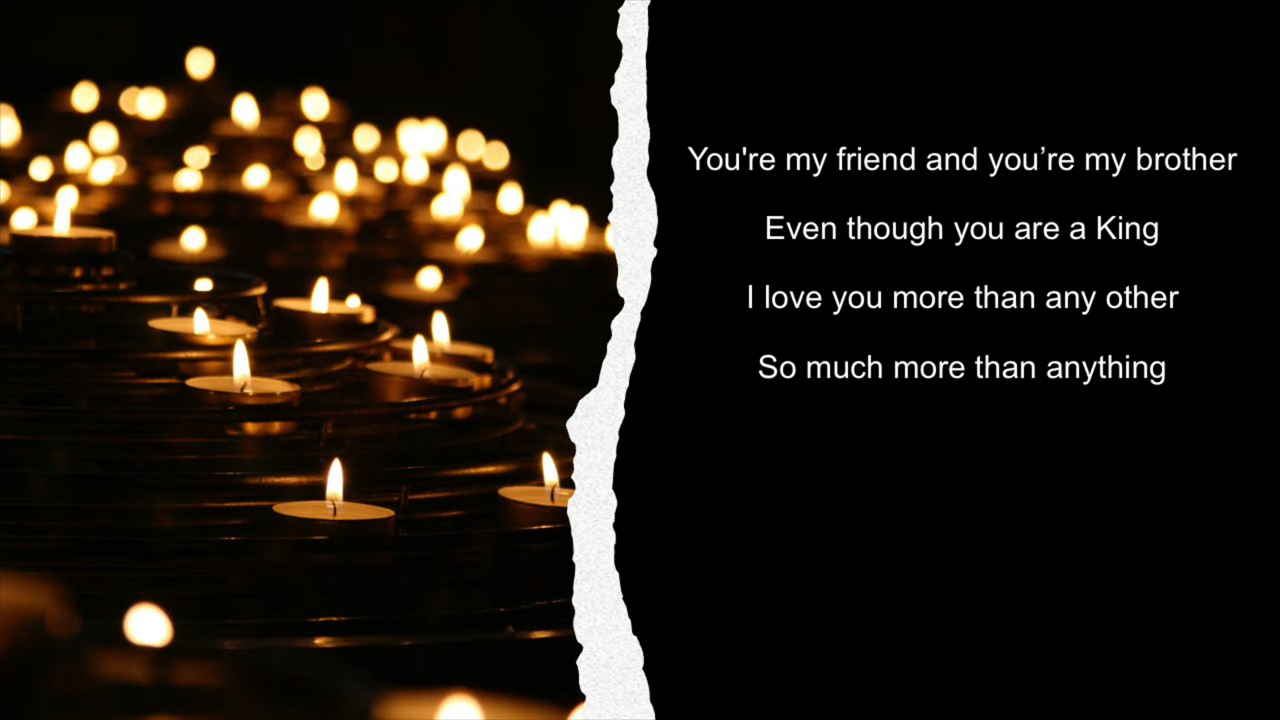 You're my friend and you’re my brother
Even though you are a King
I love you more than any other
So much more than anything